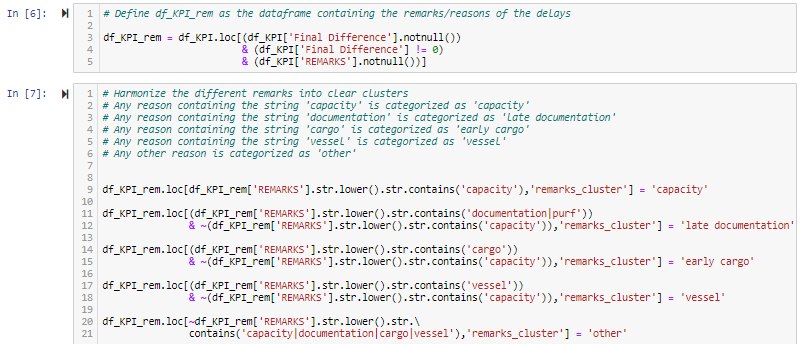 In [6]:
1 # Define df_KPI_rem as the dataframe containing the remarks/reasons of the deLays
2
3 df_KPI_rem = df_KPI.loc[(df_KPI['Final Difference'].notnull())
4 & (df_KPI['Final Difference'] != 0)
5 & (df_KPI['REMARKS'].notnull())]
In [7]:
1 # Harmonize the different remarks into clear clusters
2 # Any reason containing the string 'capacity' is categorized as 'capacity'
3 # Any reason containing the string 'documentation' is categorized as 'late documentation'
4 # Any reason containing the string 'cargo' is categorized as 'early cargo'
5 # Any reason containing the string 'vessel' is categorized as 'vessel'
6 # Any other reason is categorized as 'other'
7
8
9 df_KPI_rem.loc[df_KPI_rem['REMARKS'].str.lower().str.contains('capacity'),'remarks_cluster'] = 'capacity'
10
11 df_KPI_rem.loc[(df_KPI_rem['REMARKS'].str.lower().str.contains('documentation|purf'))
12 & ~(df_KPI_rem['REMARKS'].str.lower().str.contains('capacity')),'remarks_cluster'] = 'late documentation'
13
14 df_KPI_rem.loc[(df_KPI_rem['REMARKS'].str.lower().str.contains('cargo'))
15 & ~(df_KPI_rem['REMARKS'].str.lower().str.contains('capacity')),'remarks_cluster'] = 'early cargo'
16
17 df_KPI_rem.loc[(df_KPI_rem['REMARKS'].str.lower().str.contains('vessel'))
18 & ~(df_KPI_rem['REMARKS'].str.lower().str.contains('capacity')),'remarks_cluster'] = 'vessel'
19
20 df_KPI_rem.loc[~df_KPI_rem['REMARKS'].str.lower().str.\
21 contains('capacity|documentation|cargo|vessel'),'remarks_cluster'] = 'other'